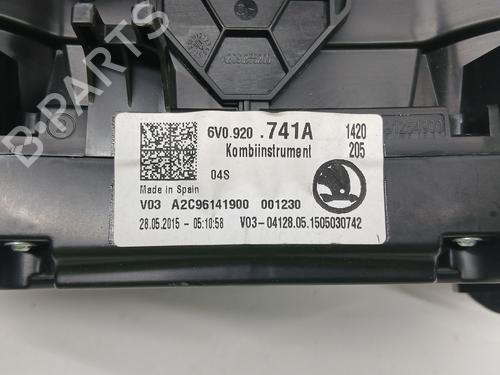 B-PARTS
6V0.920 .741A 1420
Kombiinstrument 205
04S
Made in Spain
V03 A2C96141900 001230
28.05.2015 - 05:10:58 V03-04128.05.1505030742